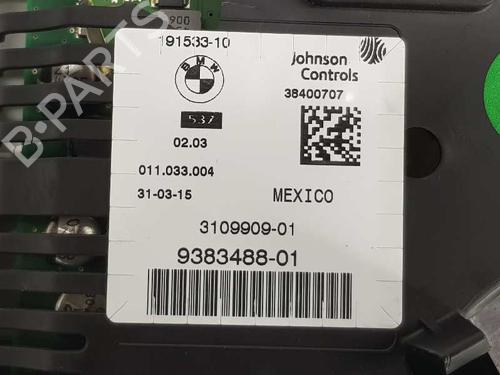 900
191533-10
BMW
Johnson
Controls
38400707
537
02.03
011.033.004
31-03-15
MEXICO
3109909-01
9383488-01
B-PARTS